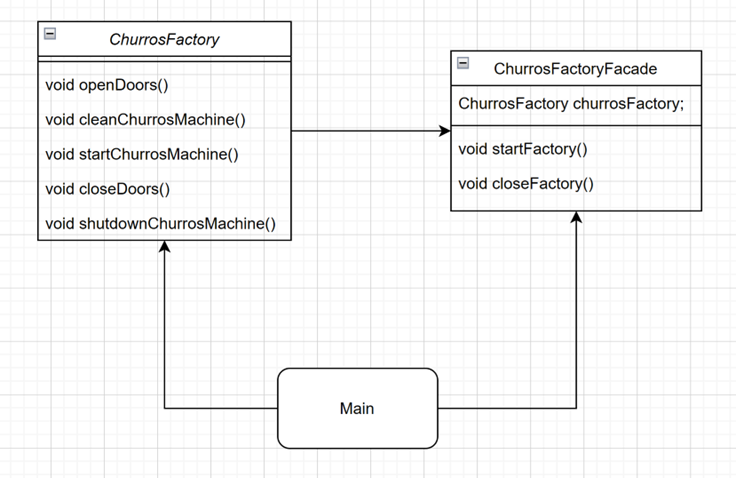 ChurrosFactory
void openDoors()
void cleanChurrosMachine()
void startChurrosMachine()
void closeDoors()
void shutdownChurrosMachine()
ChurrosFactoryFacade
ChurrosFactory churrosFactory;
void startFactory()
void closeFactory()
Main